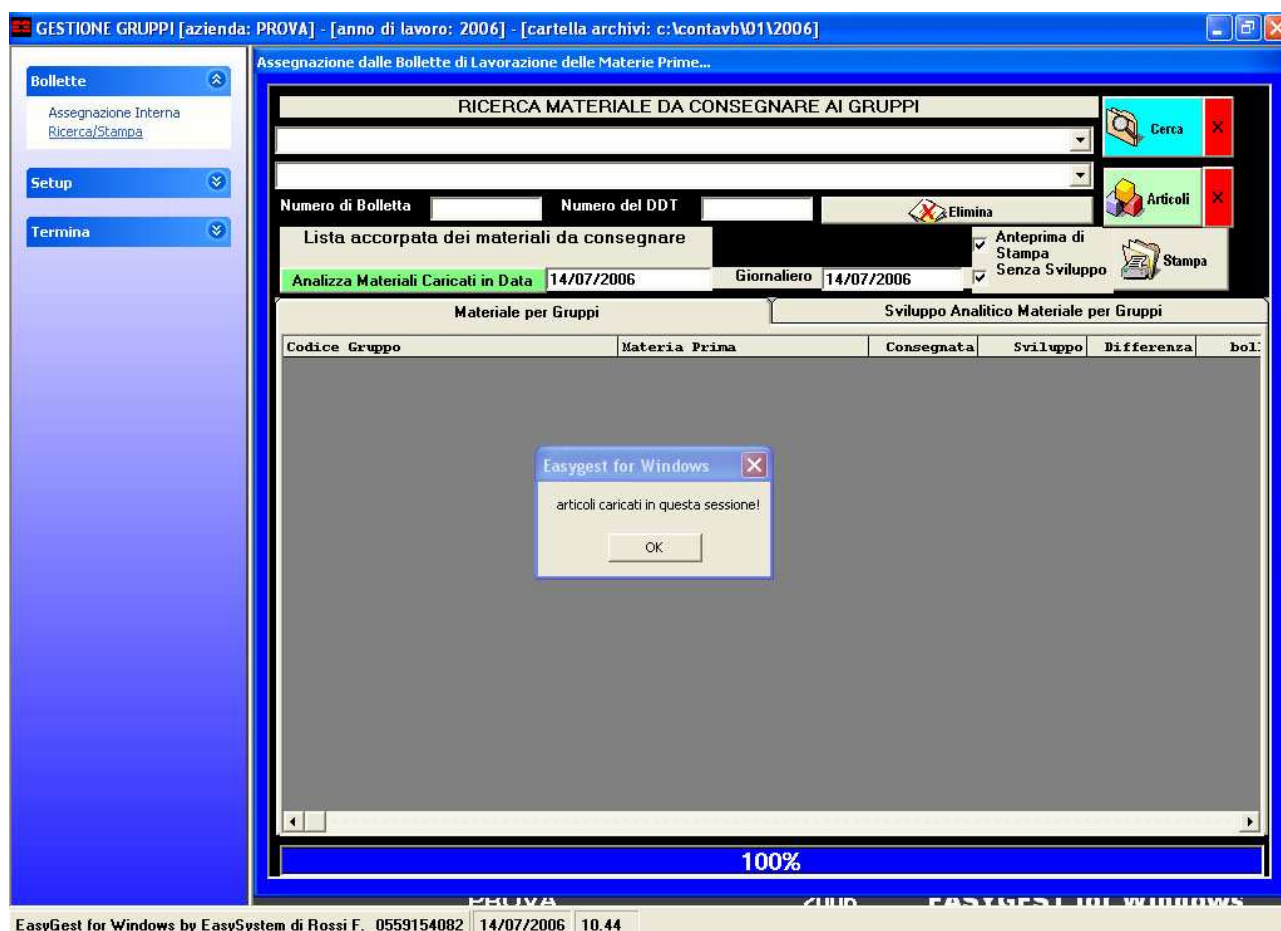 GESTIONE GRUPPI [azienda: PROVA] - [anno di lavoro: 2006] - [cartella archivi: c:\contavb\01\2006]
Assegnazione dalle Bollette di Lavorazione delle Materie Prime...
Bollette
Assegnazione Interna
Ricerca/Stampa
Setup
Termina
RICERCA MATERIALE DA CONSEGNARE AI GRUPPI
Cerca X
Articoli X
Numero di Bolletta Numero del DDT Elimina
Lista accorpata dei materiali da consegnare
Anteprima di
Stampa
Senza Sviluppo
Stampa
Analizza Materiali Caricati in Data 14/07/2006 Giornaliero 14/07/2006
Materiale per Gruppi Sviluppo Analitico Materiale per Gruppi
Codice Gruppo Materia Prima Consegnata Sviluppo Differenza
Easygest for Windows
articoli caricati in questa sessione!
OK
100%
PROVA 2006 EASYGEST for Windows
EasyGest for Windows by EasySystem di Rossi F. 0559154082 14/07/2006 10.44